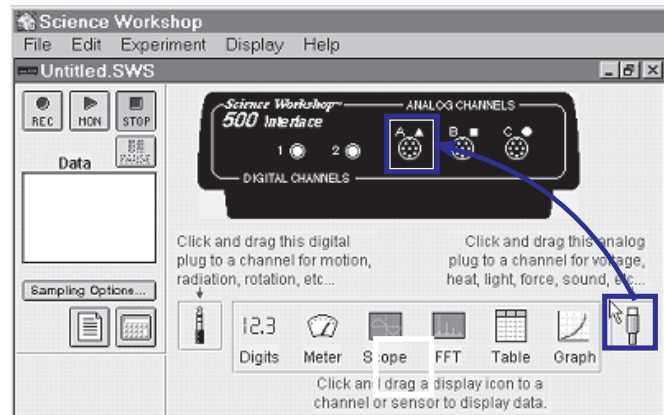 Science Workshop
File Edit Experiment Display Help
Untitled.SWS
REC MON STOP
PAUSE
Data
Sampling Options...
Science Workshop
500 Interface
ANALOG CHANNELS
A B C
1 2
DIGITAL CHANNELS
Click and drag this digital
plug to a channel for motion,
radiation, rotation, etc...
Click and drag this analog
plug to a channel for voltage,
heat, light, force, sound, etc...
12.3
Digits Meter Scope FFT Table Graph
Click and drag a display icon to a
channel or sensor to display data.